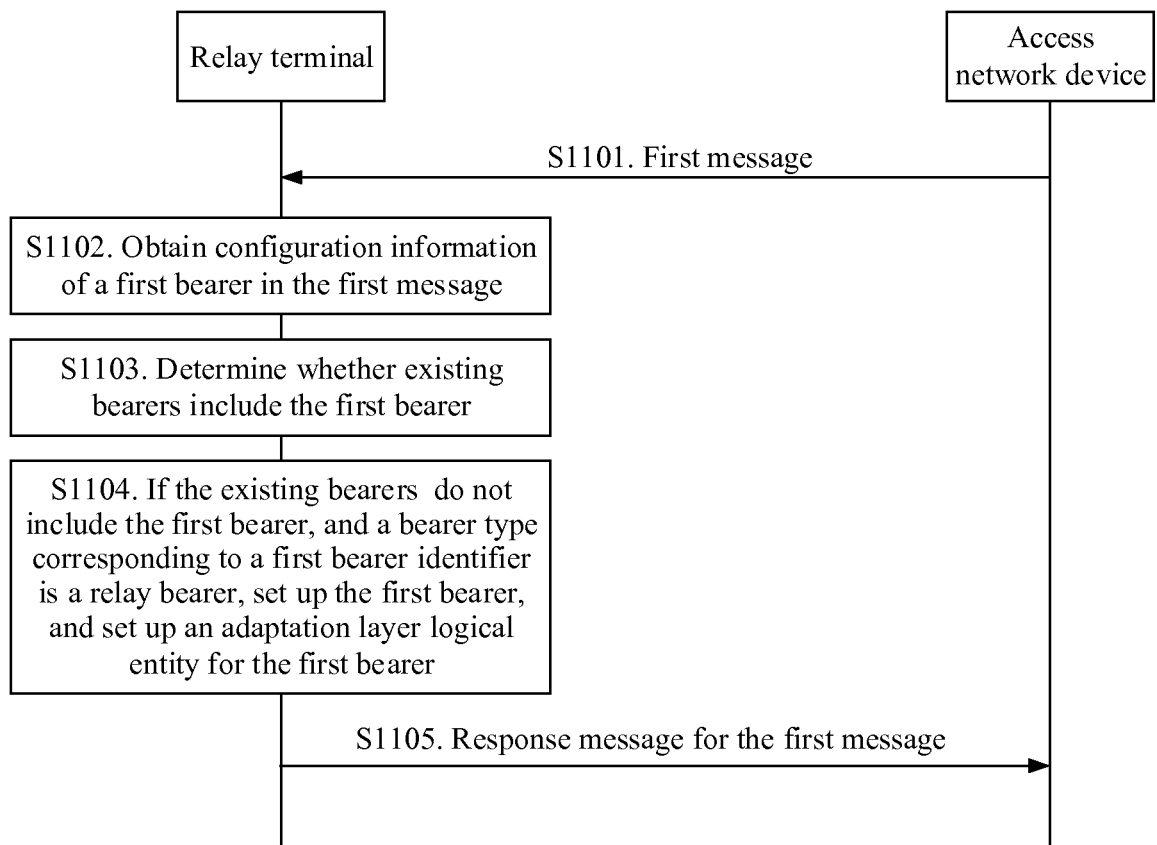 Relay terminal
Access
network device
S1101. First message
S1102. Obtain configuration information
of a first bearer in the first message
S1103. Determine whether existing
bearers include the first bearer
S1104. If the existing bearers do not
include the first bearer, and a bearer type
corresponding to a first bearer identifier
is a relay bearer, set up the first bearer,
and set up an adaptation layer logical
entity for the first bearer
S1105. Response message for the first message